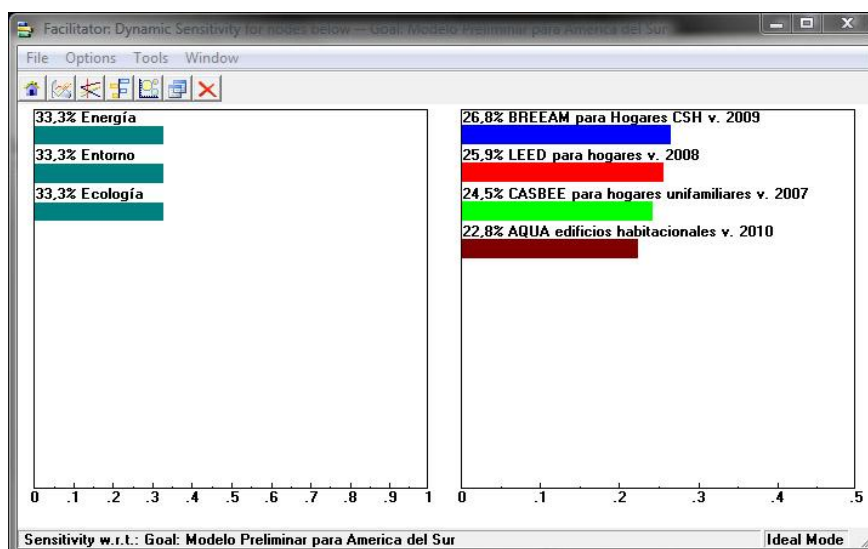 Facilitator: Dynamic Sensitivity for nodes below -- Goal: Modelo Preliminar para America del Sur
File Options Tools Window
33,3% Energía
33,3% Entorno
33,3% Ecología
0 .1 .2 .3 .4 .5 .6 .7 .8 .9 1
26,8% BREEAM para Hogares CSH v. 2009
25,9% LEED para hogares v. 2008
24,5% CASBEE para hogares unifamiliares v. 2007
22,8% AQUA edificios habitacionales v. 2010
0 .1 .2 .3 .4 .5
Sensitivity w.r.t.: Goal: Modelo Preliminar para America del Sur
Ideal Mode